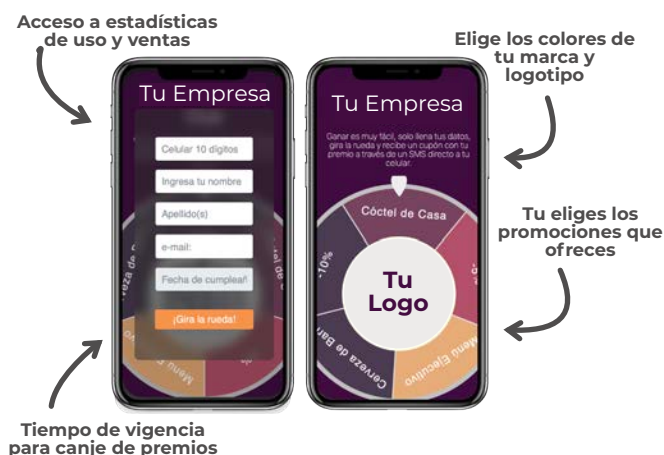 Acceso a estadísticas
de uso y ventas
Tu Empresa
Celular 10 dígitos
Ingresa tu nombre
Apellido(s)
e-mail:
Fecha de cumpleañ
¡Gira la rueda!
Tiempo de vigencia
para canje de premios
Tu Empresa
Ganar es muy fácil, solo llena tus datos,
gira la rueda y recibe un cupón con tu
premio a través de un SMS directo a tu
celular.
Cóctel de Casa
-10%
Tu
Logo
Cerveza de Bar
Menú Ejecutivo
Elige los colores de
tu marca y
logotipo
Tu eliges los
promociones que
ofreces